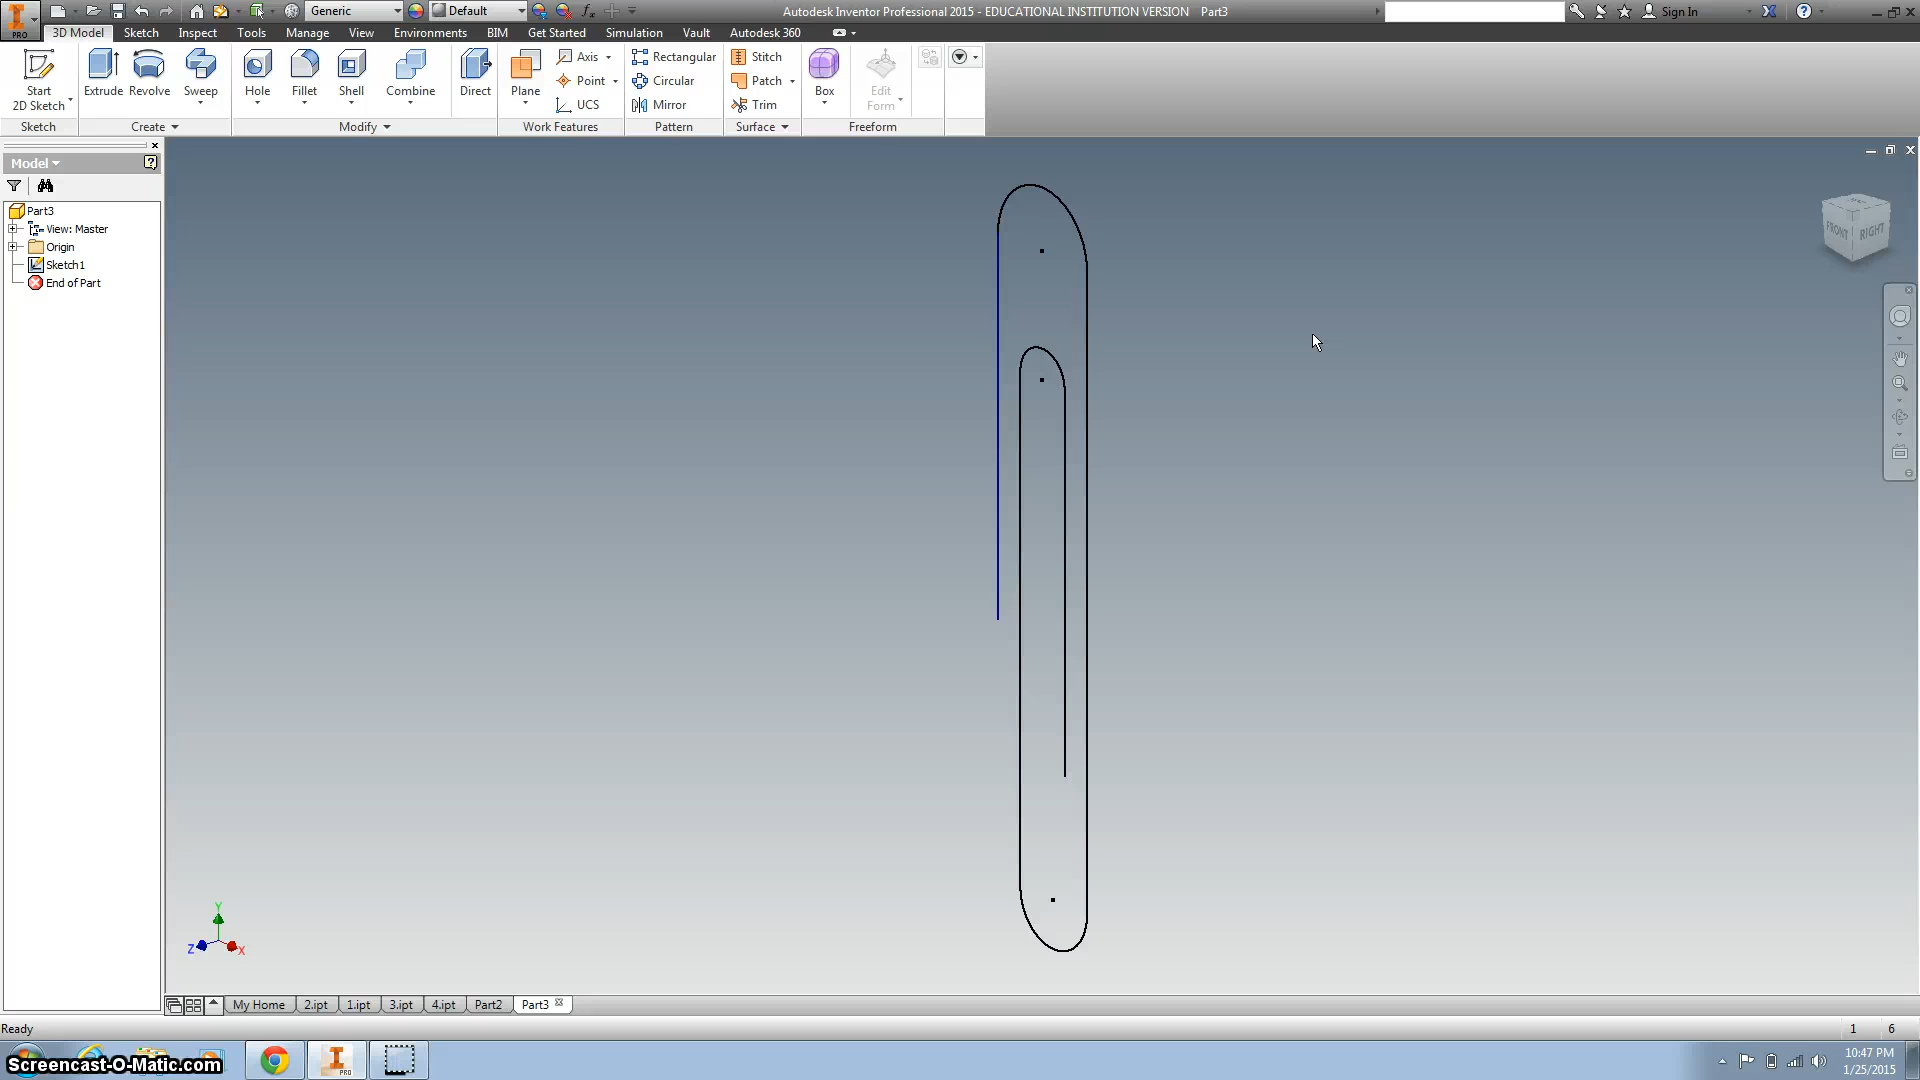 Generic
Default
Autodesk Inventor Professional 2015 - EDUCATIONAL INSTITUTION VERSION Part3
Sign In
PRO
3D Model Sketch Inspect Tools Manage View Environments BIM Get Started Simulation Vault Autodesk 360
Start
2D Sketch
Extrude Revolve Sweep
Hole Fillet Shell Combine
Direct
Plane
Axis
Point
UCS
Rectangular
Circular
Mirror
Stitch
Patch
Trim
Box
Edit
Form
Sketch Create Modify Work Features Pattern Surface Freeform
Model
Part3
View: Master
Origin
Sketch1
End of Part
FRONT RIGHT
Y
Z X
My Home 2.ipt 1.ipt 3.ipt 4.ipt Part2 Part3
Ready
1 6
Screencast-O-Matic.com
PRO
10:47 PM
1/25/2015